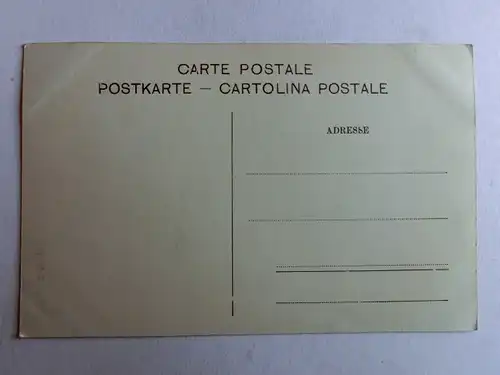 CARTE POSTALE
POSTKARTE — CARTOLINA POSTALE
ADRESSE